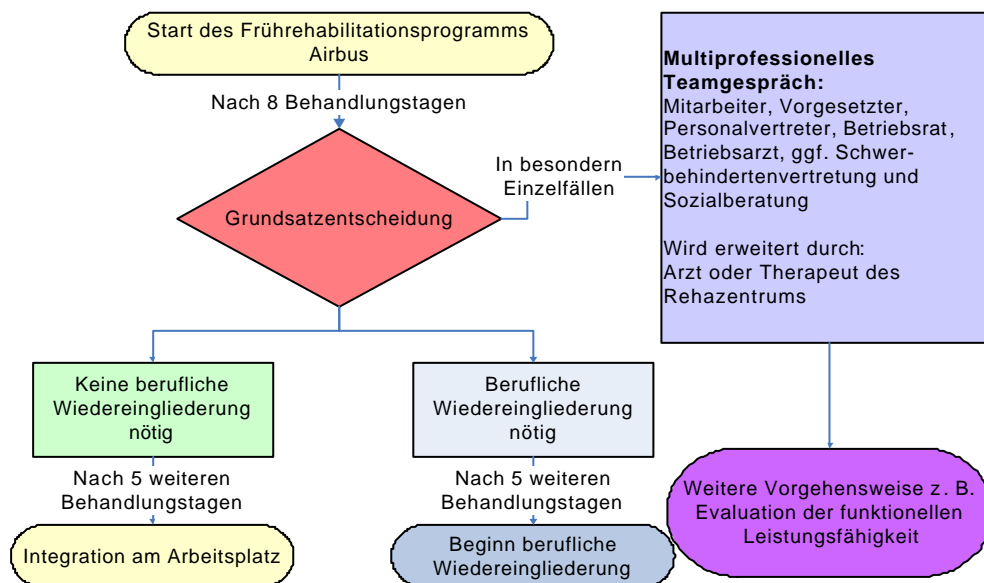 Start des Frührehabilitationsprogramms
Airbus
Nach 8 Behandlungstagen
Grundsatzentscheidung
In besondern
Einzelfällen
Multiprofessionelles
Teamgespräch:
Mitarbeiter, Vorgesetzter,
Personalvertreter, Betriebsrat,
Betriebsarzt, ggf. Schwer-
behindertenvertretung und
Sozialberatung
Wird erweitert durch:
Arzt oder Therapeut des
Rehazentrums
Keine berufliche
Wiedereingliederung
nötig
Berufliche
Wiedereingliederung
nötig
Nach 5 weiteren
Behandlungstagen
Nach 5 weiteren
Behandlungstagen
Integration am Arbeitsplatz
Beginn berufliche
Wiedereingliederung
Weitere Vorgehensweise z. B.
Evaluation der funktionellen
Leistungsfähigkeit